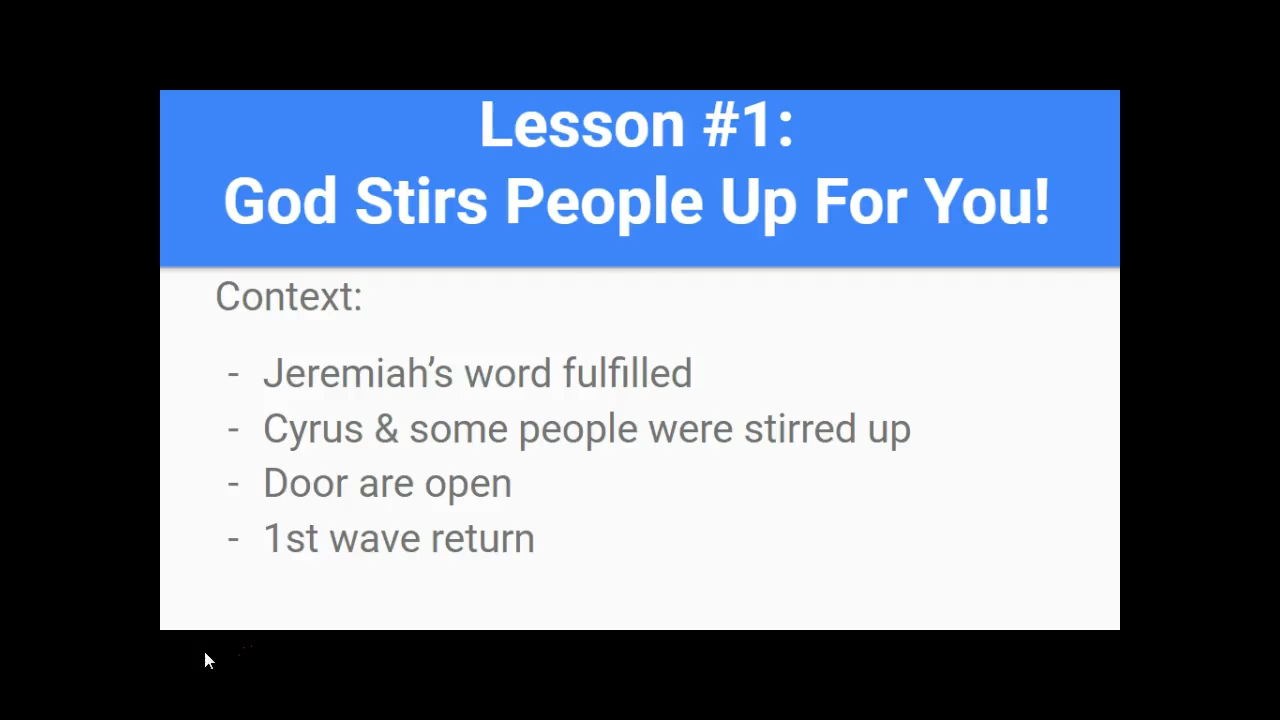 Lesson #1:
God Stirs People Up For You!
Context:
- Jeremiah’s word fulfilled
- Cyrus & some people were stirred up
- Door are open
- 1st wave return